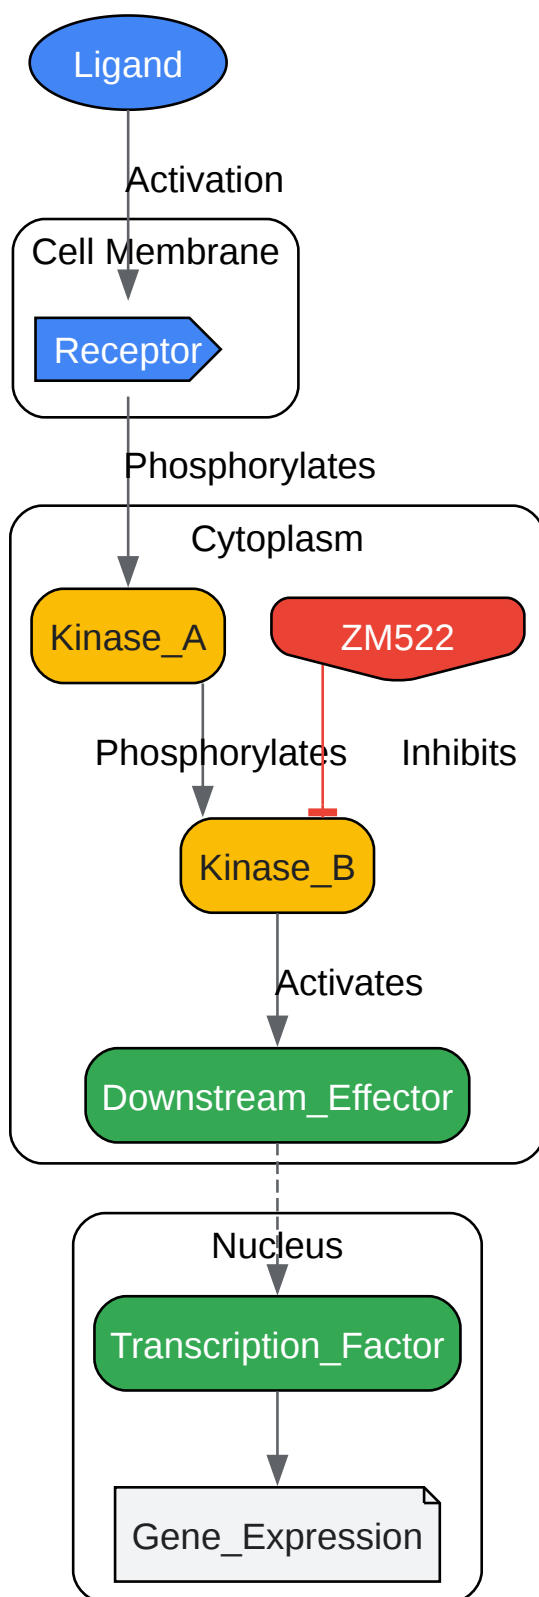 Ligand
Activation
Cell Membrane
Receptor
Phosphorylates
Cytoplasm
Kinase_A
ZM522
Phosphorylates
Inhibits
Kinase_B
Activates
Downstream_Effector
Nucleus
Transcription_Factor
Gene_Expression